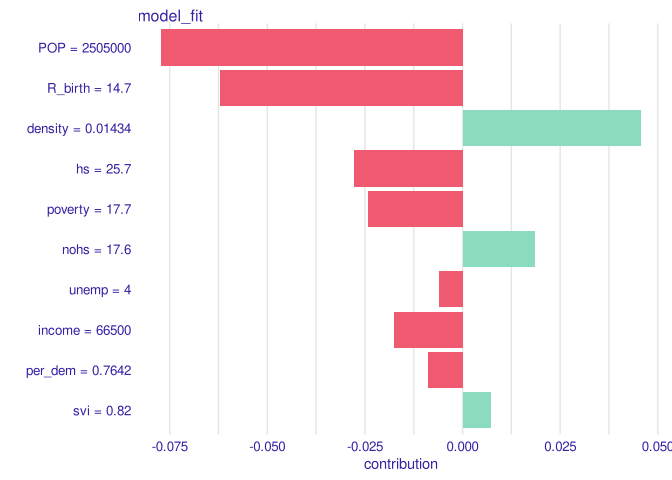 model_fit
POP = 2505000
R_birth = 14.7
density = 0.01434
hs = 25.7
poverty = 17.7
nohs = 17.6
unemp = 4
income = 66500
per_dem = 0.7642
svi = 0.82
-0.075 -0.050 -0.025 0.000 0.025 0.050
contribution